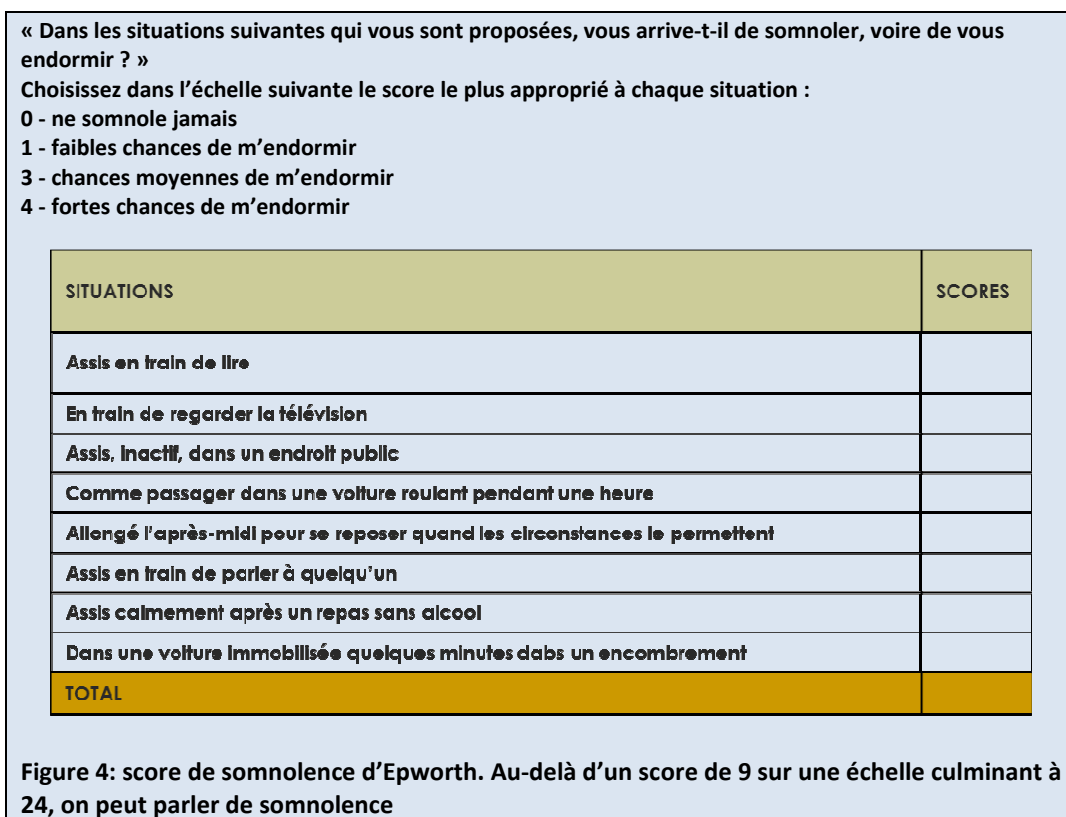 « Dans les situations suivantes qui vous sont proposées, vous arrive-t-il de somnoler, voire de vous
endormir ? »
Choisissez dans l’échelle suivante le score le plus approprié à chaque situation :
0 - ne somnole jamais
1 - faibles chances de m’endormir
3 - chances moyennes de m’endormir
4 - fortes chances de m’endormir
SITUATIONS SCORES
Assis en train de lire
En train de regarder la télévision
Assis, inactif, dans un endroit public
Comme passager dans une voiture roulant pendant une heure
Allongé l’après-midi pour se reposer quand les circonstances le permettent
Assis en train de parler à quelqu’un
Assis calmement après un repas sans alcool
Dans une voiture immobilisée quelques minutes dabs un encombrement
TOTAL
Figure 4: score de somnolence d’Epworth. Au-delà d’un score de 9 sur une échelle culminant à
24, on peut parler de somnolence